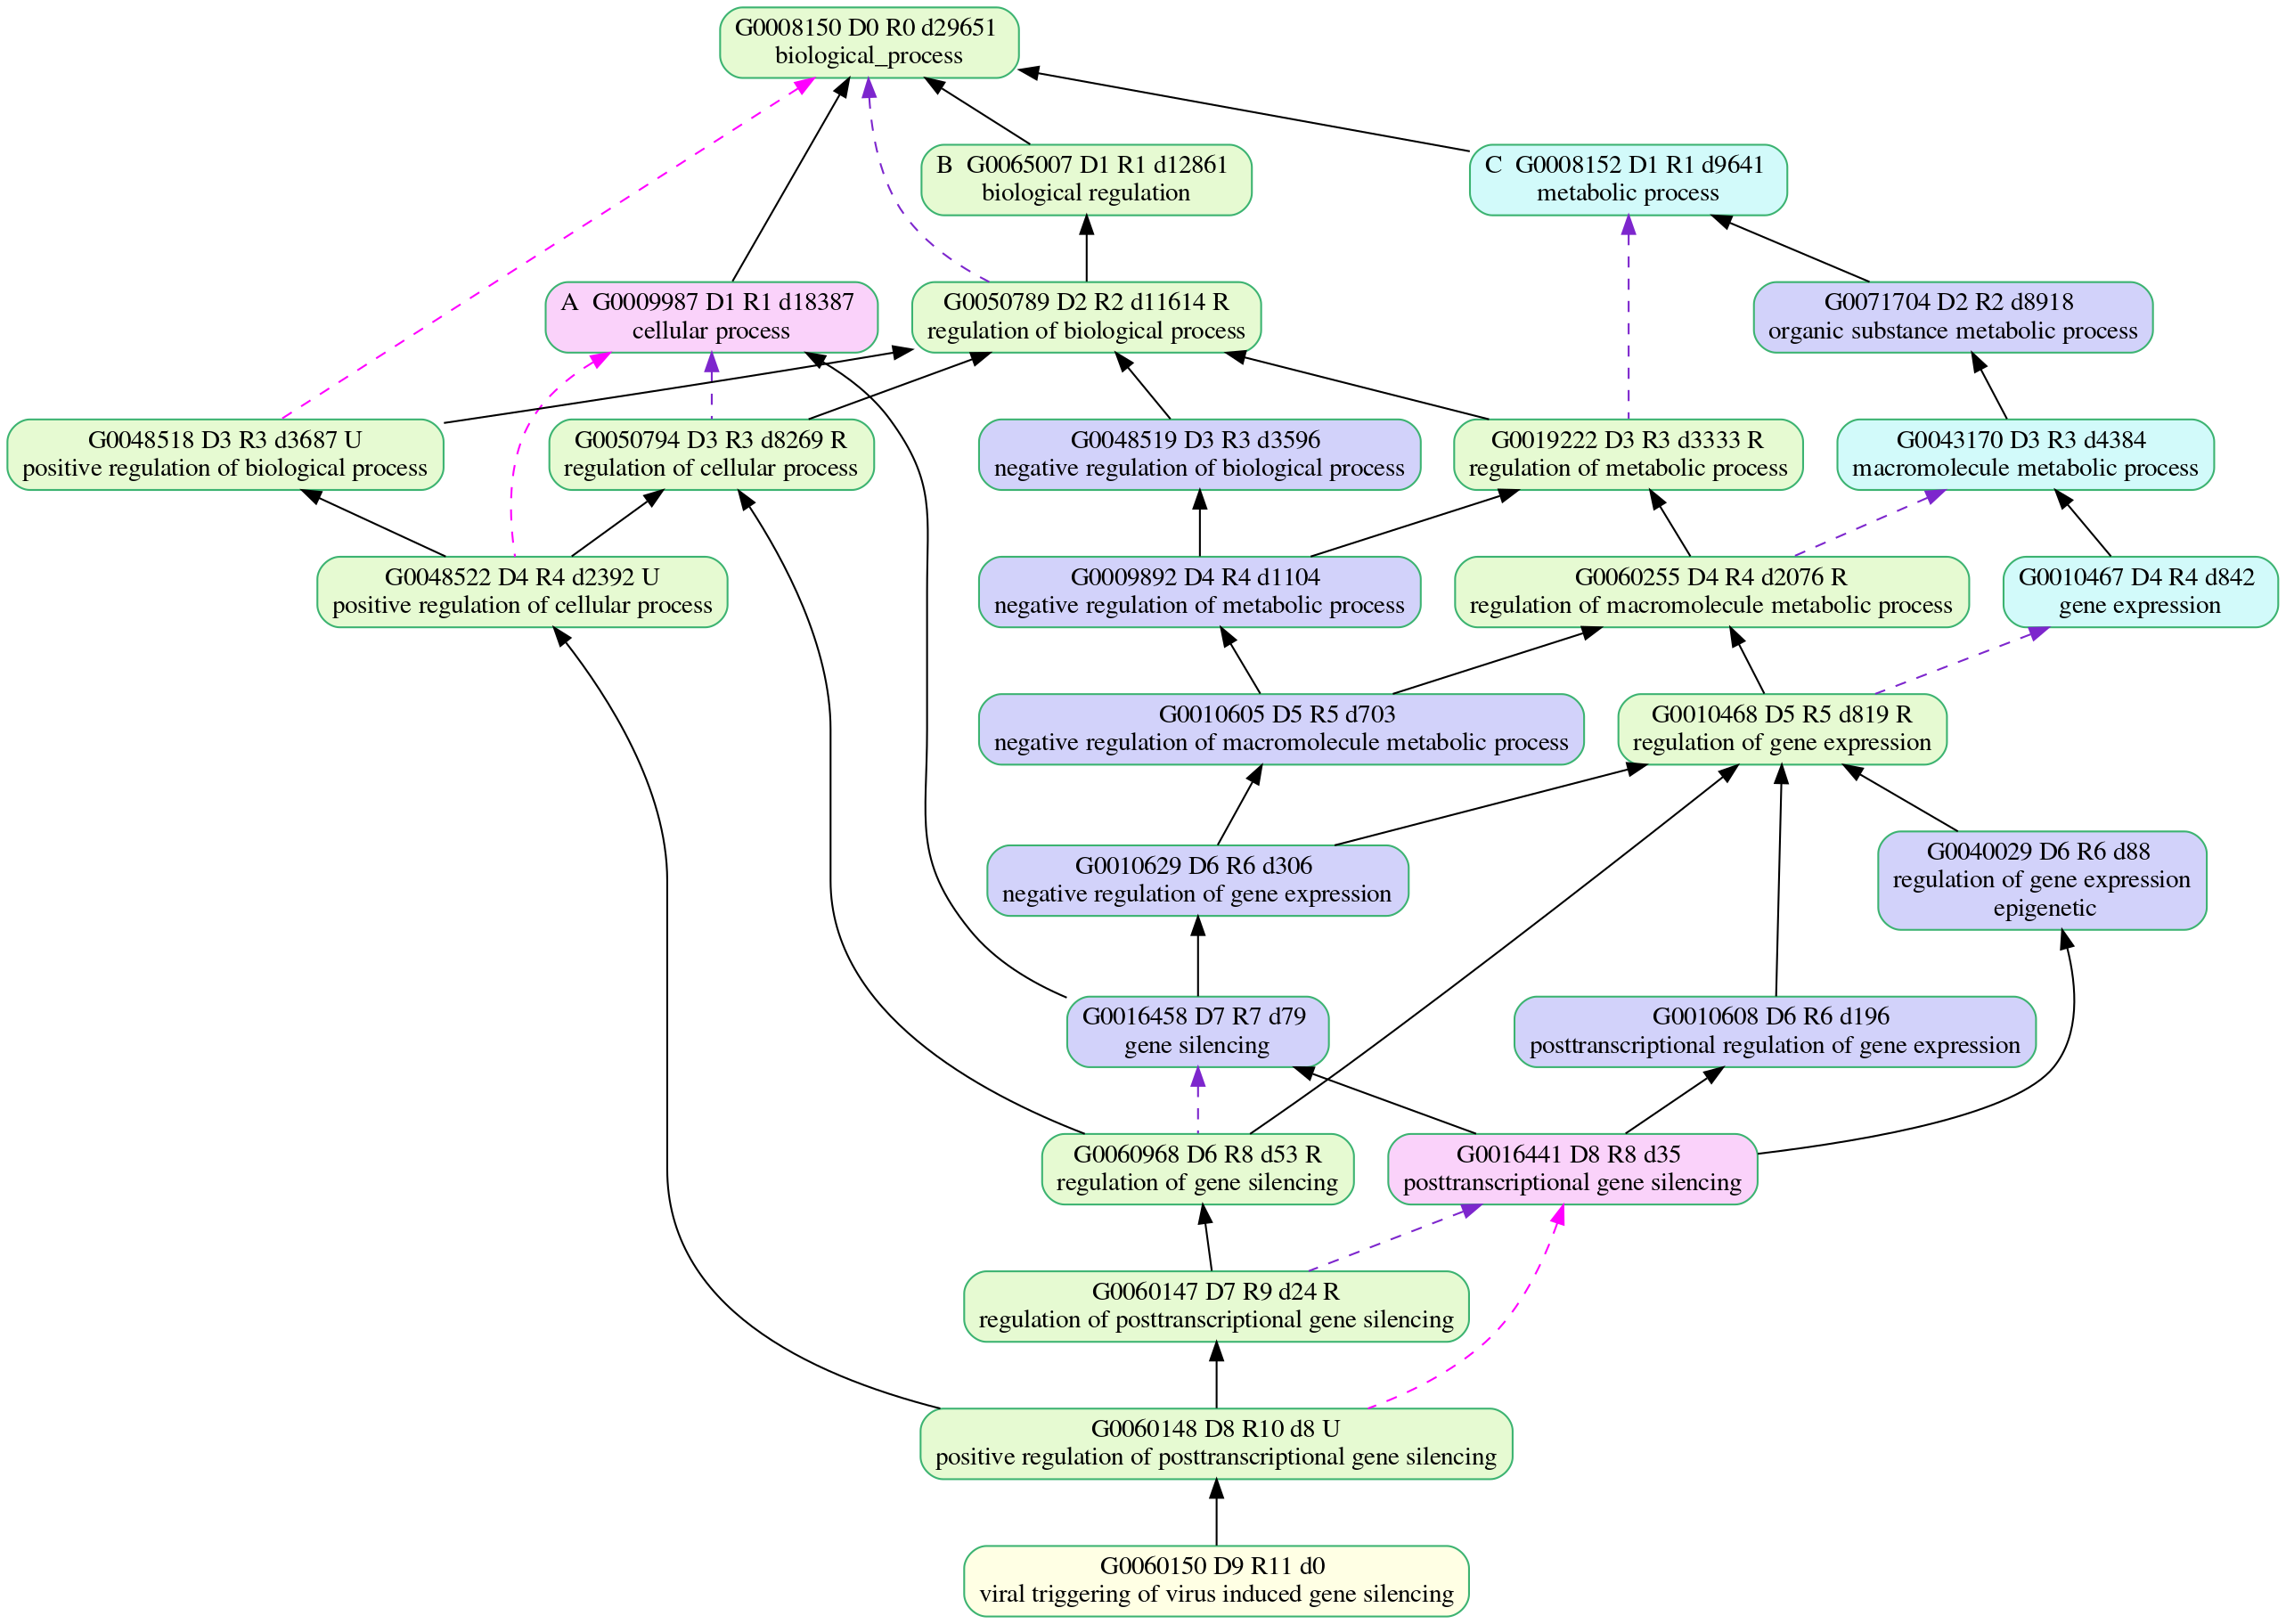 G0008150 D0 R0 d29651
biological_process
B  G0065007 D1 R1 d12861
biological regulation
C  G0008152 D1 R1 d9641
metabolic process
A  G0009987 D1 R1 d18387
cellular process
G0050789 D2 R2 d11614 R
regulation of biological process
G0071704 D2 R2 d8918
organic substance metabolic process
G0048518 D3 R3 d3687 U
positive regulation of biological process
G0050794 D3 R3 d8269 R
regulation of cellular process
G0048519 D3 R3 d3596
negative regulation of biological process
G0019222 D3 R3 d3333 R
regulation of metabolic process
G0043170 D3 R3 d4384
macromolecule metabolic process
G0048522 D4 R4 d2392 U
positive regulation of cellular process
G0009892 D4 R4 d1104
negative regulation of metabolic process
G0060255 D4 R4 d2076 R
regulation of macromolecule metabolic process
G0010467 D4 R4 d842
gene expression
G0010605 D5 R5 d703
negative regulation of macromolecule metabolic process
G0010468 D5 R5 d819 R
regulation of gene expression
G0010629 D6 R6 d306
negative regulation of gene expression
G0040029 D6 R6 d88
regulation of gene expression
epigenetic
G0016458 D7 R7 d79
gene silencing
G0010608 D6 R6 d196
posttranscriptional regulation of gene expression
G0060968 D6 R8 d53 R
regulation of gene silencing
G0016441 D8 R8 d35
posttranscriptional gene silencing
G0060147 D7 R9 d24 R
regulation of posttranscriptional gene silencing
G0060148 D8 R10 d8 U
positive regulation of posttranscriptional gene silencing
G0060150 D9 R11 d0
viral triggering of virus induced gene silencing